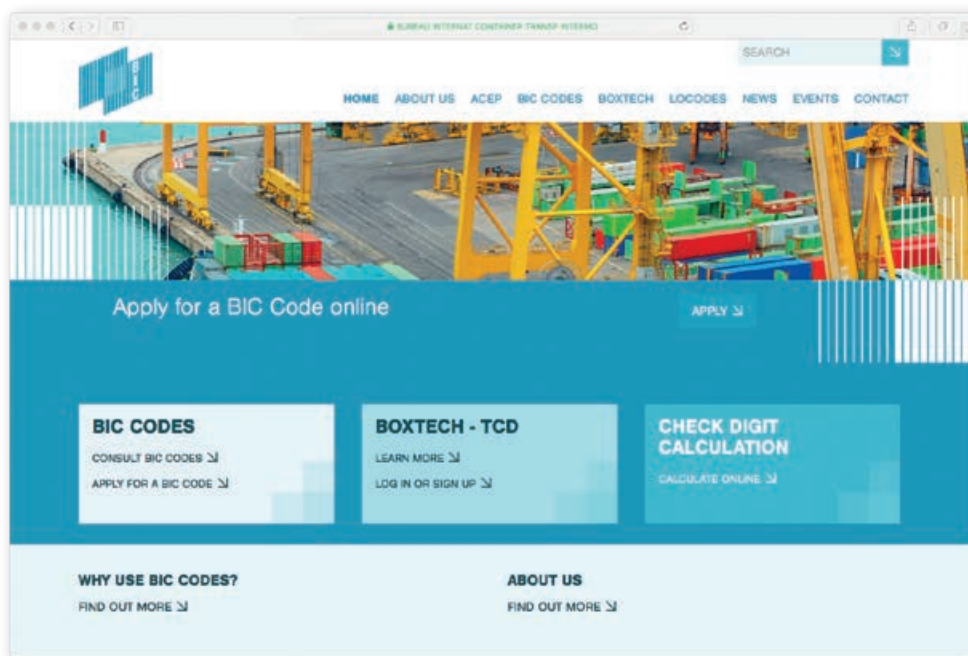 BUREAU INTERNAT CONTAINER TRANSP INTERMO
BIC
SEARCH
HOME ABOUT US ACEP BIC CODES BOXTECH LOCODES NEWS EVENTS CONTACT
Apply for a BIC Code online
APPLY
BIC CODES
CONSULT BIC CODES
APPLY FOR A BIC CODE
BOXTECH - TCD
LEARN MORE
LOG IN OR SIGN UP
CHECK DIGIT
CALCULATION
CALCULATE ONLINE
WHY USE BIC CODES?
FIND OUT MORE
ABOUT US
FIND OUT MORE